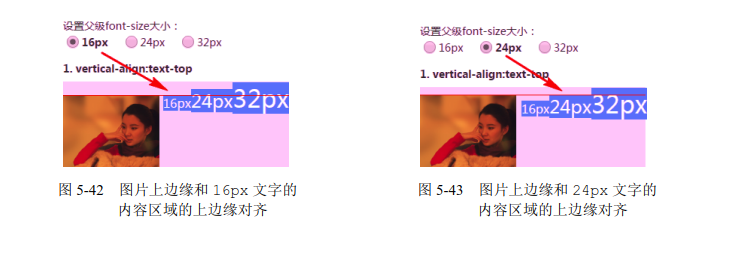 设置父级font-size大小：
16px 24px 32px
1. vertical-align:text-top
16px24px32px
图 5-42 图片上边缘和 16px 文字的
内容区域的上边缘对齐
设置父级font-size大小：
16px 24px 32px
1. vertical-align:text-top
16px24px32px
图 5-43 图片上边缘和 24px 文字的
内容区域的上边缘对齐